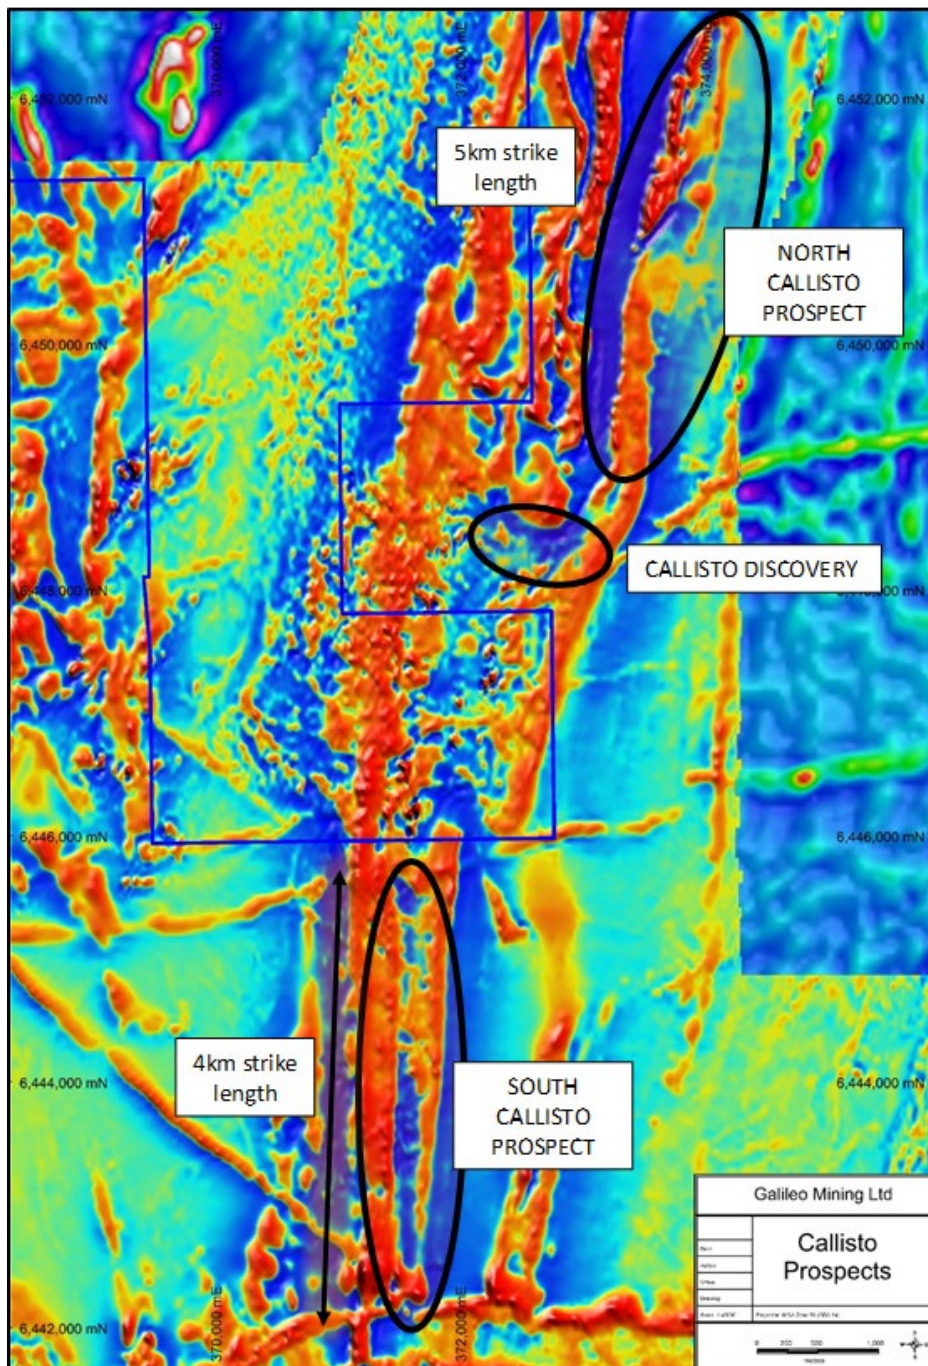 370,000 mE
372,000 mE
374,000 mE
6,452,000 mN
6,452,000 mN
5km strike
length
NORTH
CALLISTO
PROSPECT
6,450,000 mN
6,450,000 mN
CALLISTO DISCOVERY
6,448,000 mN
6,446,000 mN
6,446,000 mN
4km strike
length
SOUTH
CALLISTO
PROSPECT
6,444,000 mN
6,444,000 mN
Galileo Mining Ltd
Callisto
Prospects
370,000 mE
372,000 mE
6,442,000 mN
0 250 500 1,000
metres